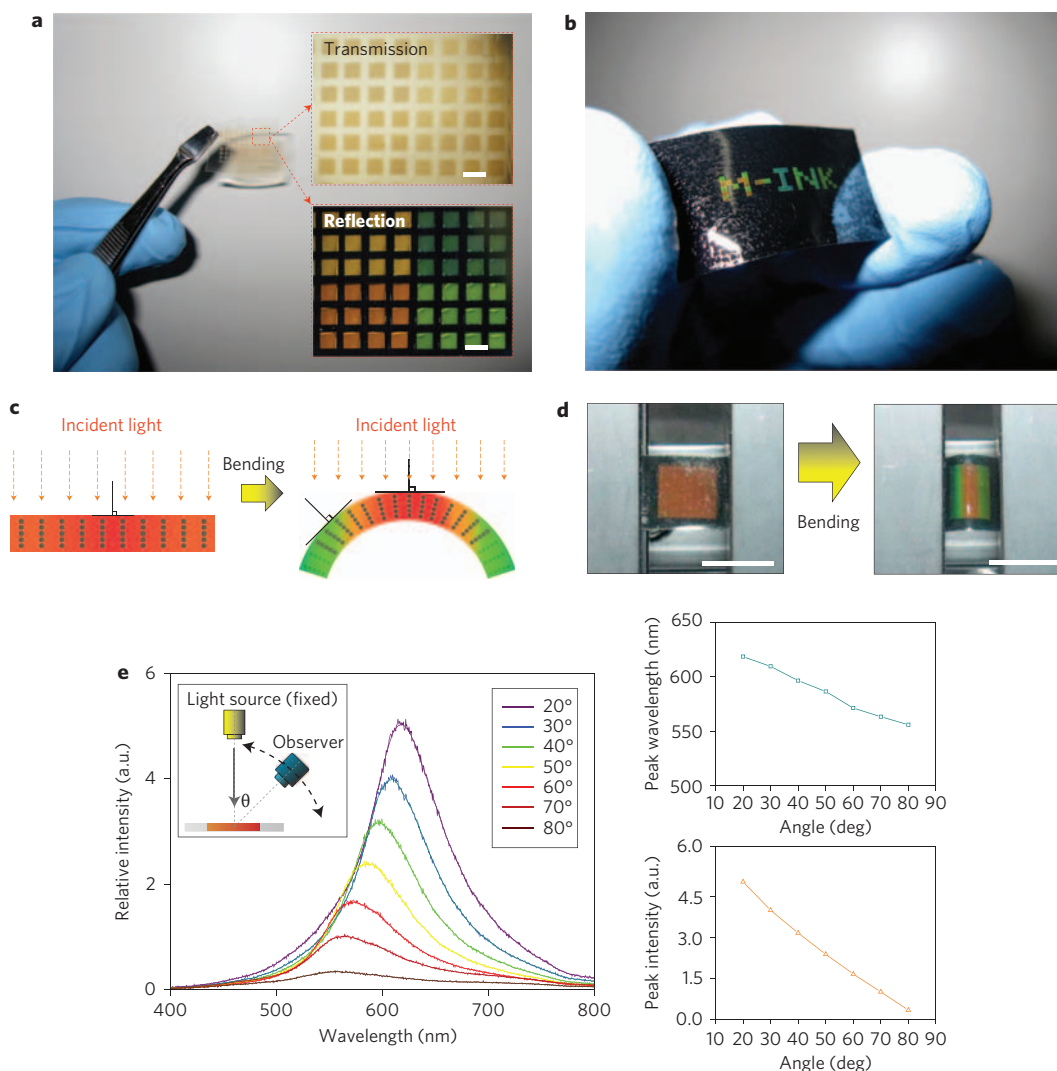 a
Transmission
Reflection
b
M-INK
c
Incident light
Bending
Incident light
d
Bending
e
6
4
2
0
400
500
600
700
800
Relative intensity (a.u.)
Wavelength (nm)
Light source (fixed)
Observer
θ
20°
30°
40°
50°
60°
70°
80°
650
600
550
500
10 20 30 40 50 60 70 80 90
Peak wavelength (nm)
Angle (deg)
6.0
4.5
3.0
1.5
0.0
10 20 30 40 50 60 70 80 90
Peak intensity (a.u.)
Angle (deg)